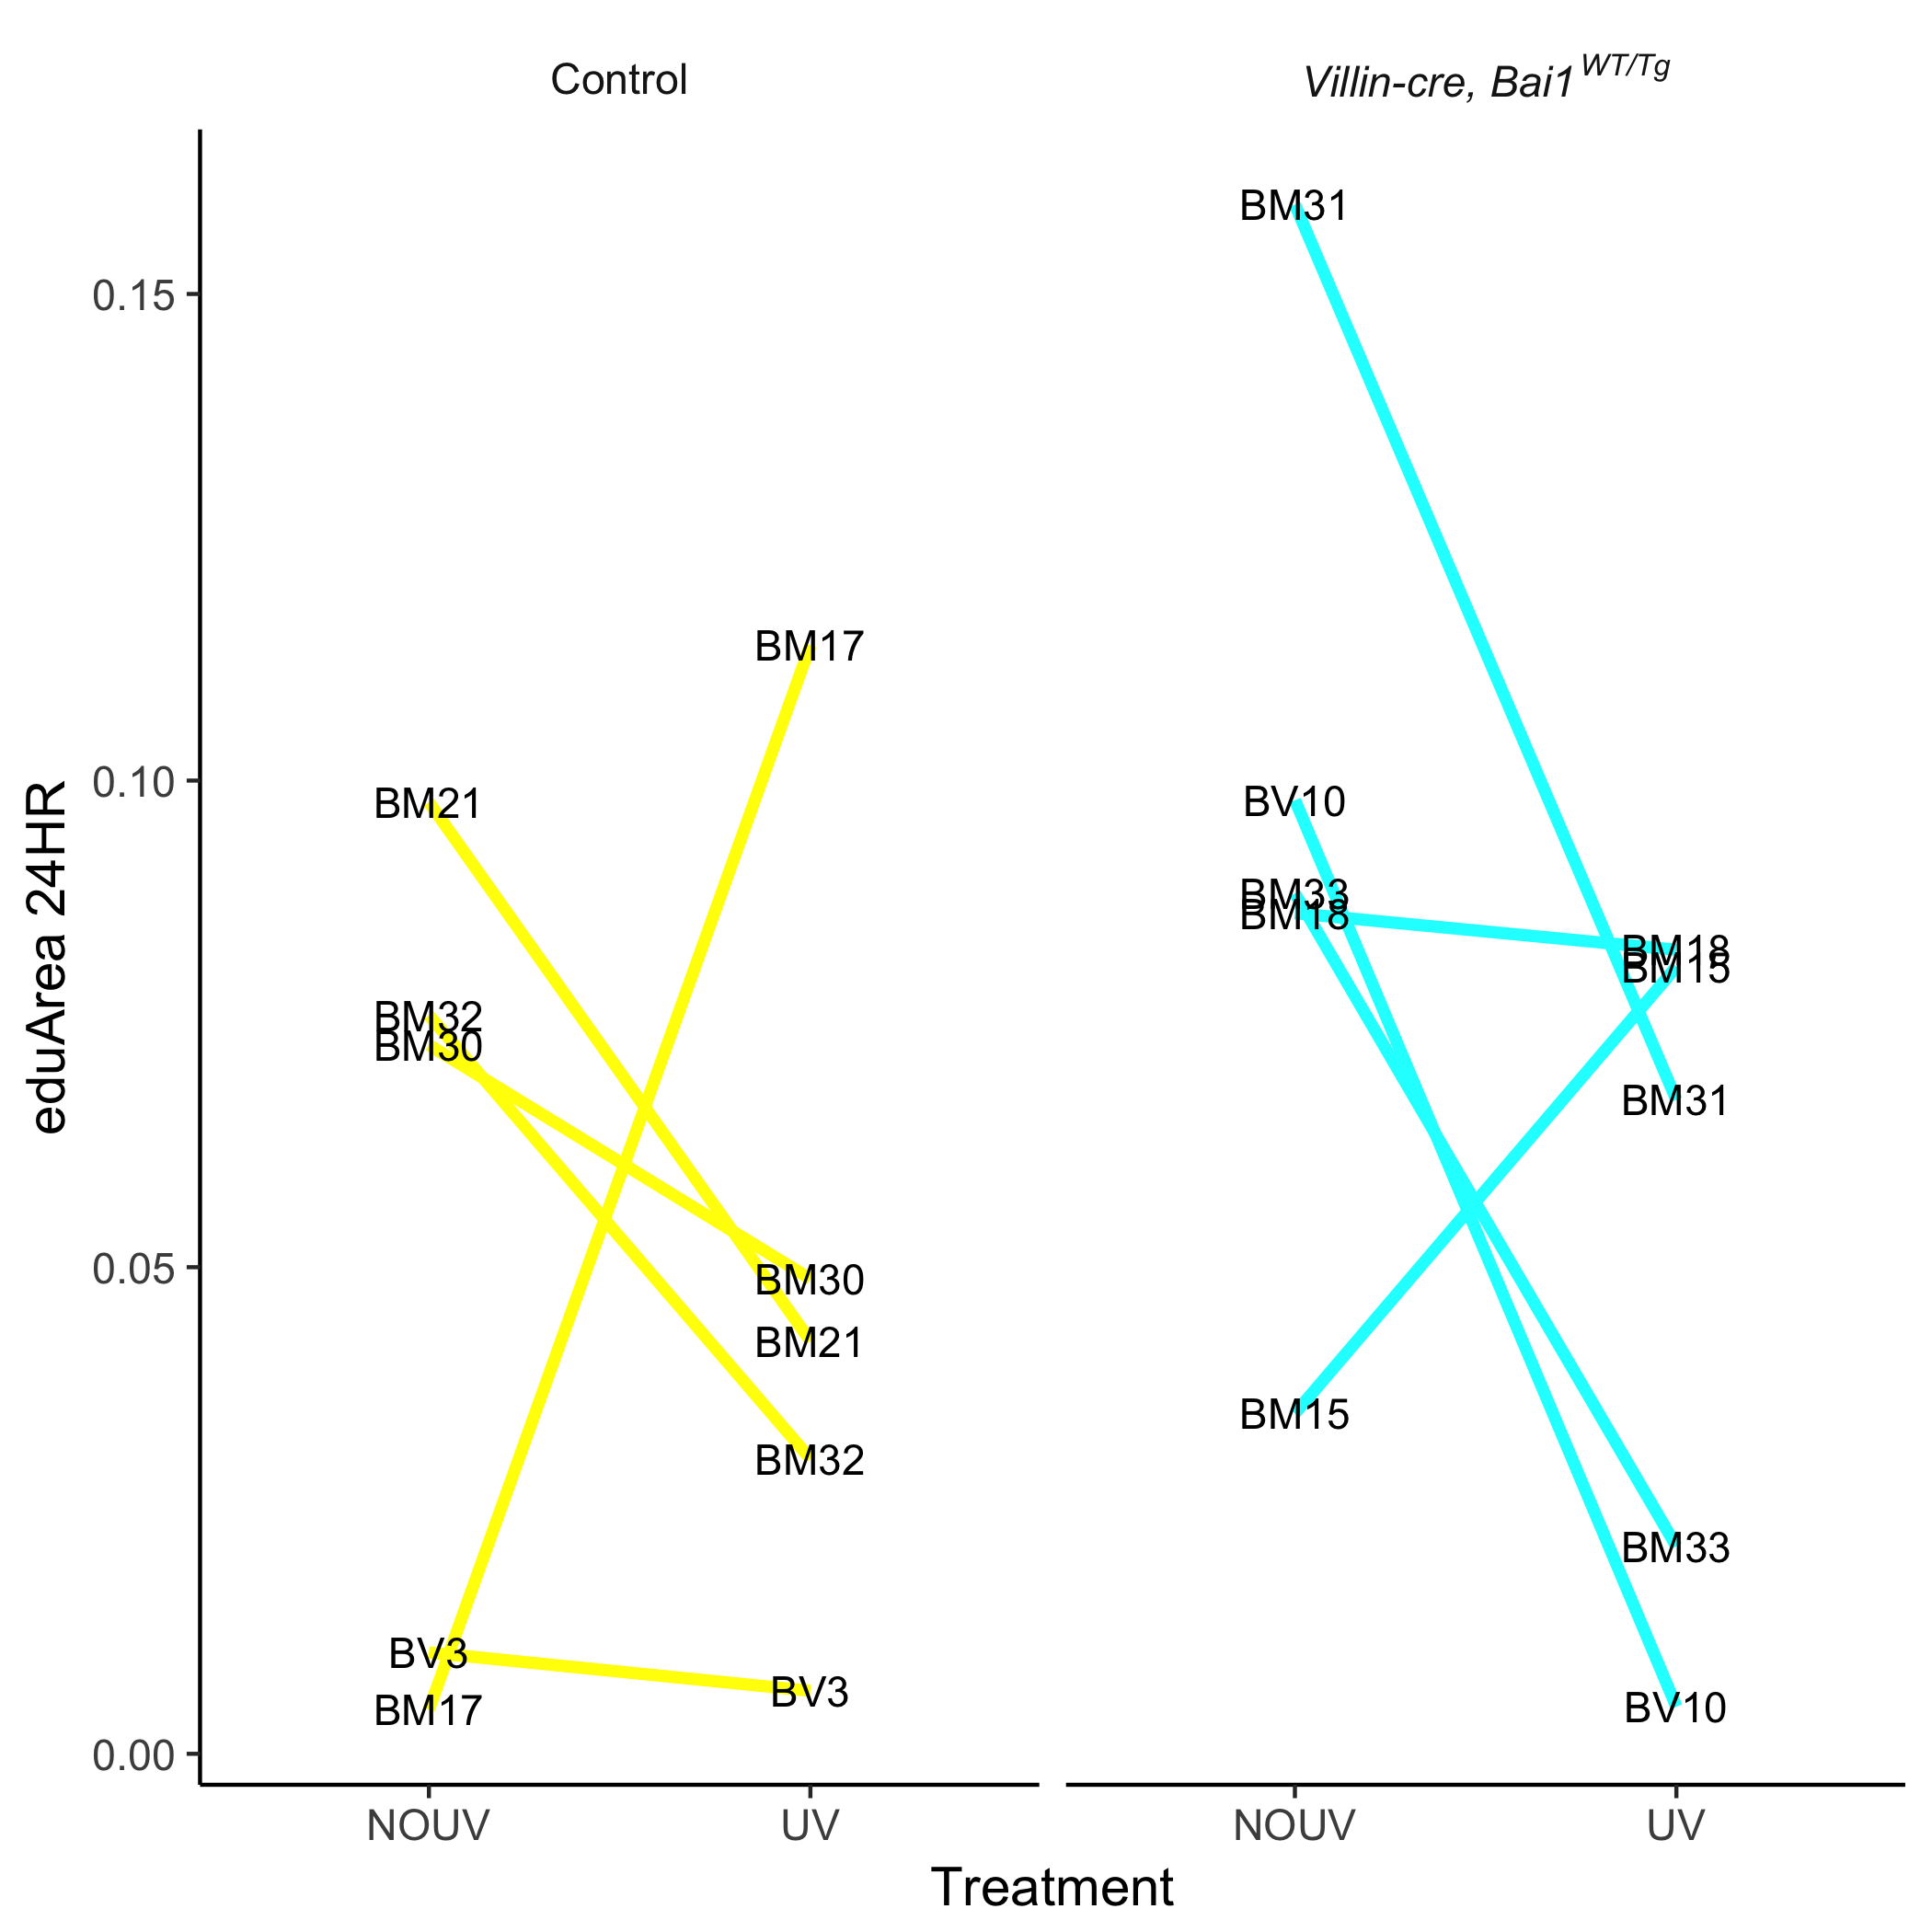 Control
Villin-cre, Bai1 WT/Tg
eduArea 24HR
0.15
0.10
0.05
0.00
BM21
BM32
BM30
BV3
BM17
BM17
BM30
BM21
BM32
BV3
BM31
BV10
BM33
BM18
BM15
BM18
BM15
BM31
BM33
BV10
NOUV
UV
NOUV
UV
Treatment